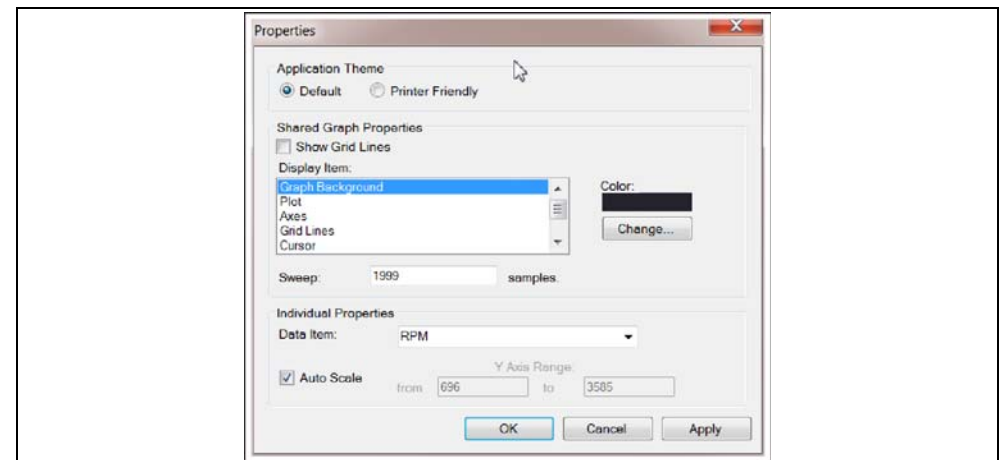 Properties
Application Theme
Default Printer Friendly
Shared Graph Properties
Show Grid Lines
Display Item:
Graph Background
Color:
Plot
Axes
Grid Lines
Change...
Cursor
Sweep: 1999 samples.
Individual Properties
Data Item: RPM
Y Axis Range:
Auto Scale from 696 to 3585
OK Cancel Apply